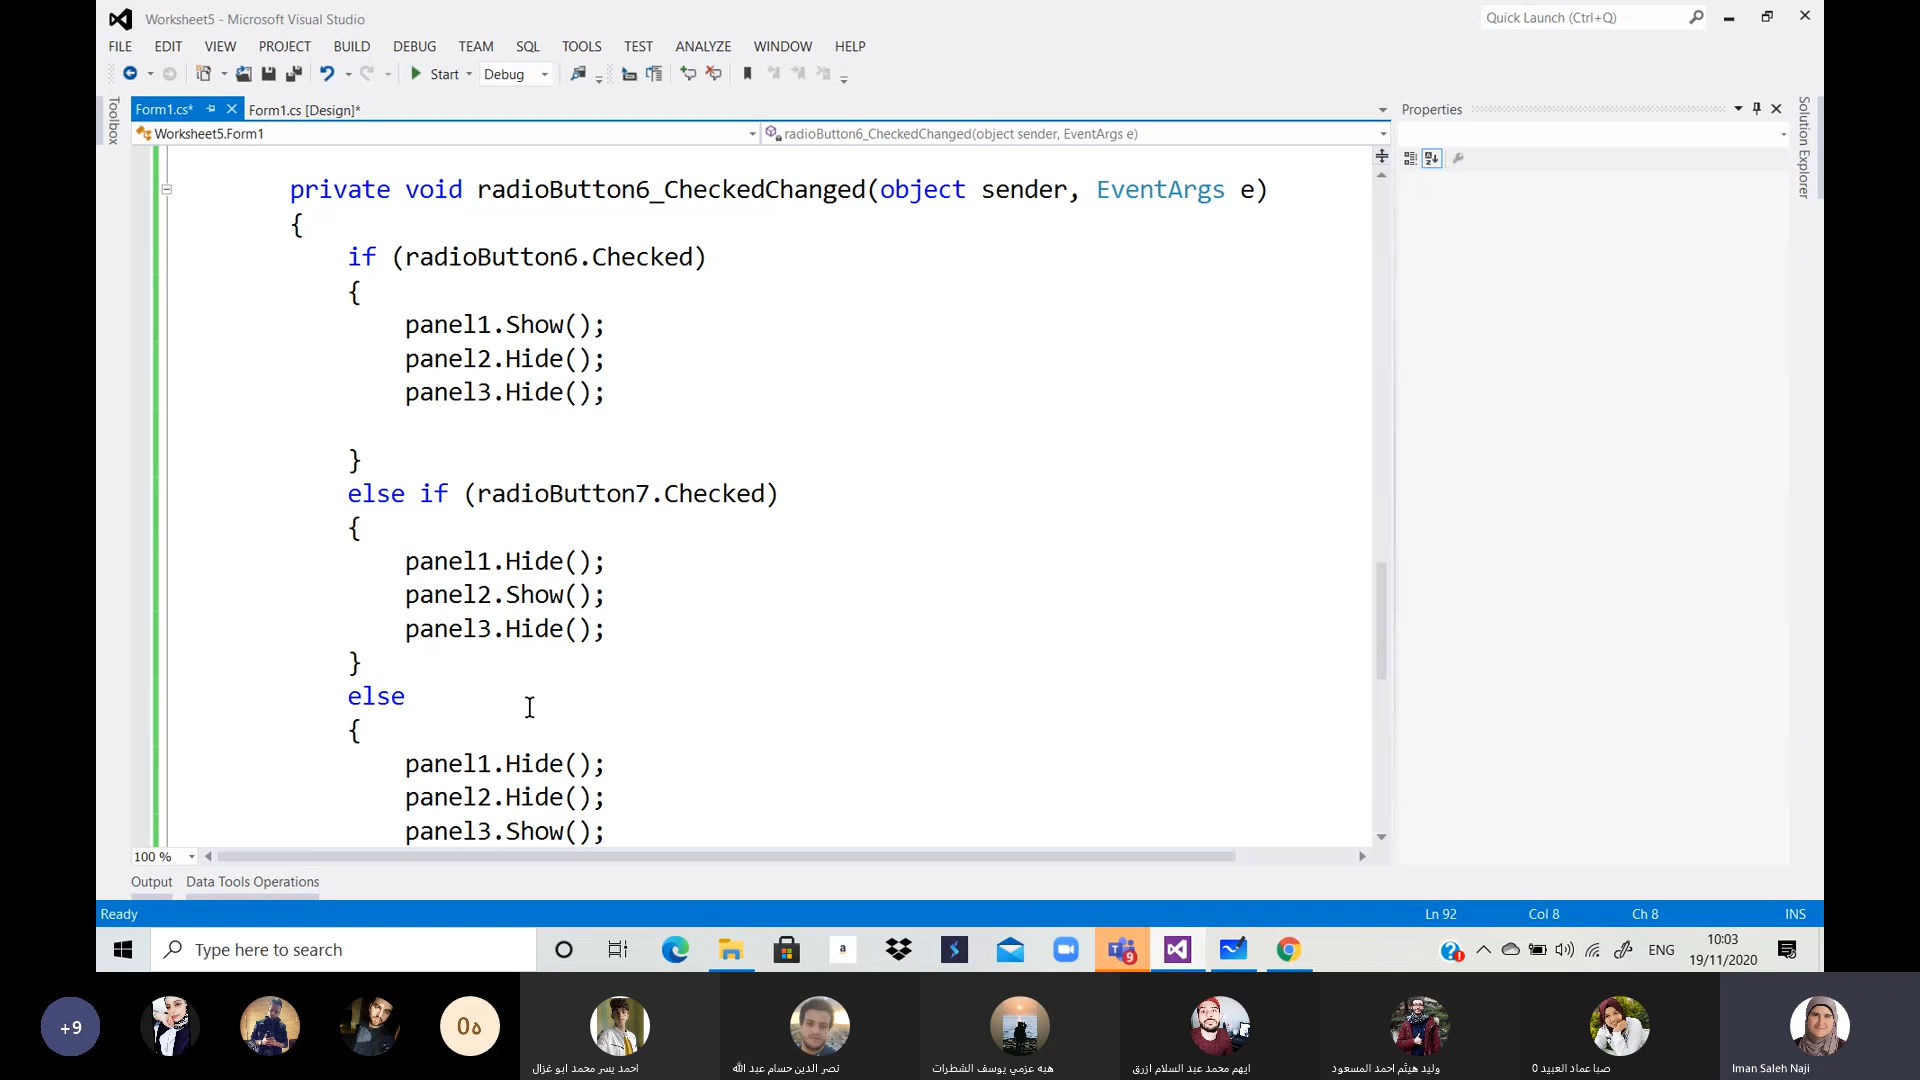 Worksheet5 - Microsoft Visual Studio
Quick Launch (Ctrl+Q)
FILE EDIT VIEW PROJECT BUILD DEBUG TEAM SQL TOOLS TEST ANALYZE WINDOW HELP
Start Debug
Toolbox
Form1.cs* Form1.cs [Design]*
Properties
Solution Explorer
Worksheet5.Form1
radioButton6_CheckedChanged(object sender, EventArgs e)
private void radioButton6_CheckedChanged(object sender, EventArgs e)
{
if (radioButton6.Checked)
{
panel1.Show();
panel2.Hide();
panel3.Hide();
}
else if (radioButton7.Checked)
{
panel1.Hide();
panel2.Show();
panel3.Hide();
}
else
{
panel1.Hide();
panel2.Hide();
panel3.Show();
100 %
Output Data Tools Operations
Ready Ln 92 Col 8 Ch 8 INS
Type here to search
a
9
ENG
10:03
19/11/2020
+9
0ه
احمد يسر محمد ابو غزال
نصر الدين حسام عبد الله
هبه عزمي يوسف الشطرات
ايهم محمد عبد السلام ازرق
وليد هيثم احمد المسعود
صبا عماد العبيد 0
Iman Saleh Naji